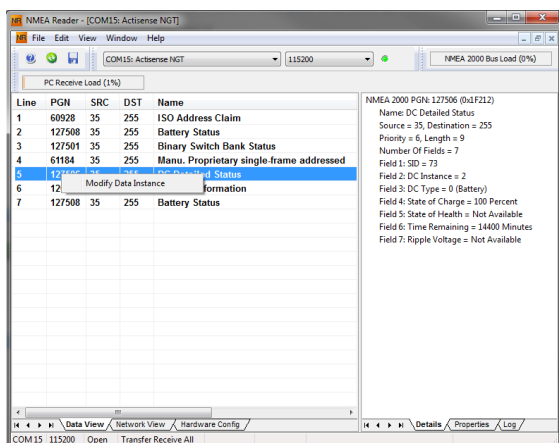 NMEA Reader - [COM15: Actisense NGT]
File Edit View Window Help
COM15: Actisense NGT 115200 NMEA 2000 Bus Load (0%)
PC Receive Load (1%)
Line PGN SRC DST Name
1 60928 35 255 ISO Address Claim
2 127508 35 255 Battery Status
3 127501 35 255 Binary Switch Bank Status
4 61184 35 255 Manu. Proprietary single-frame addressed
5 127506 35 255 DC Detailed Status
Modify Data Instance
6 formation
7 127508 35 255 Battery Status
NMEA 2000 PGN: 127506 (0x1F212)
Name: DC Detailed Status
Source = 35, Destination = 255
Priority = 6, Length = 9
Number Of Fields = 7
Field 1: SID = 73
Field 2: DC Instance = 2
Field 3: DC Type = 0 (Battery)
Field 4: State of Charge = 100 Percent
Field 5: State of Health = Not Available
Field 6: Time Remaining = 14400 Minutes
Field 7: Ripple Voltage = Not Available
Data View Network View Hardware Config
Details Properties Log
COM15 115200 Open Transfer Receive All